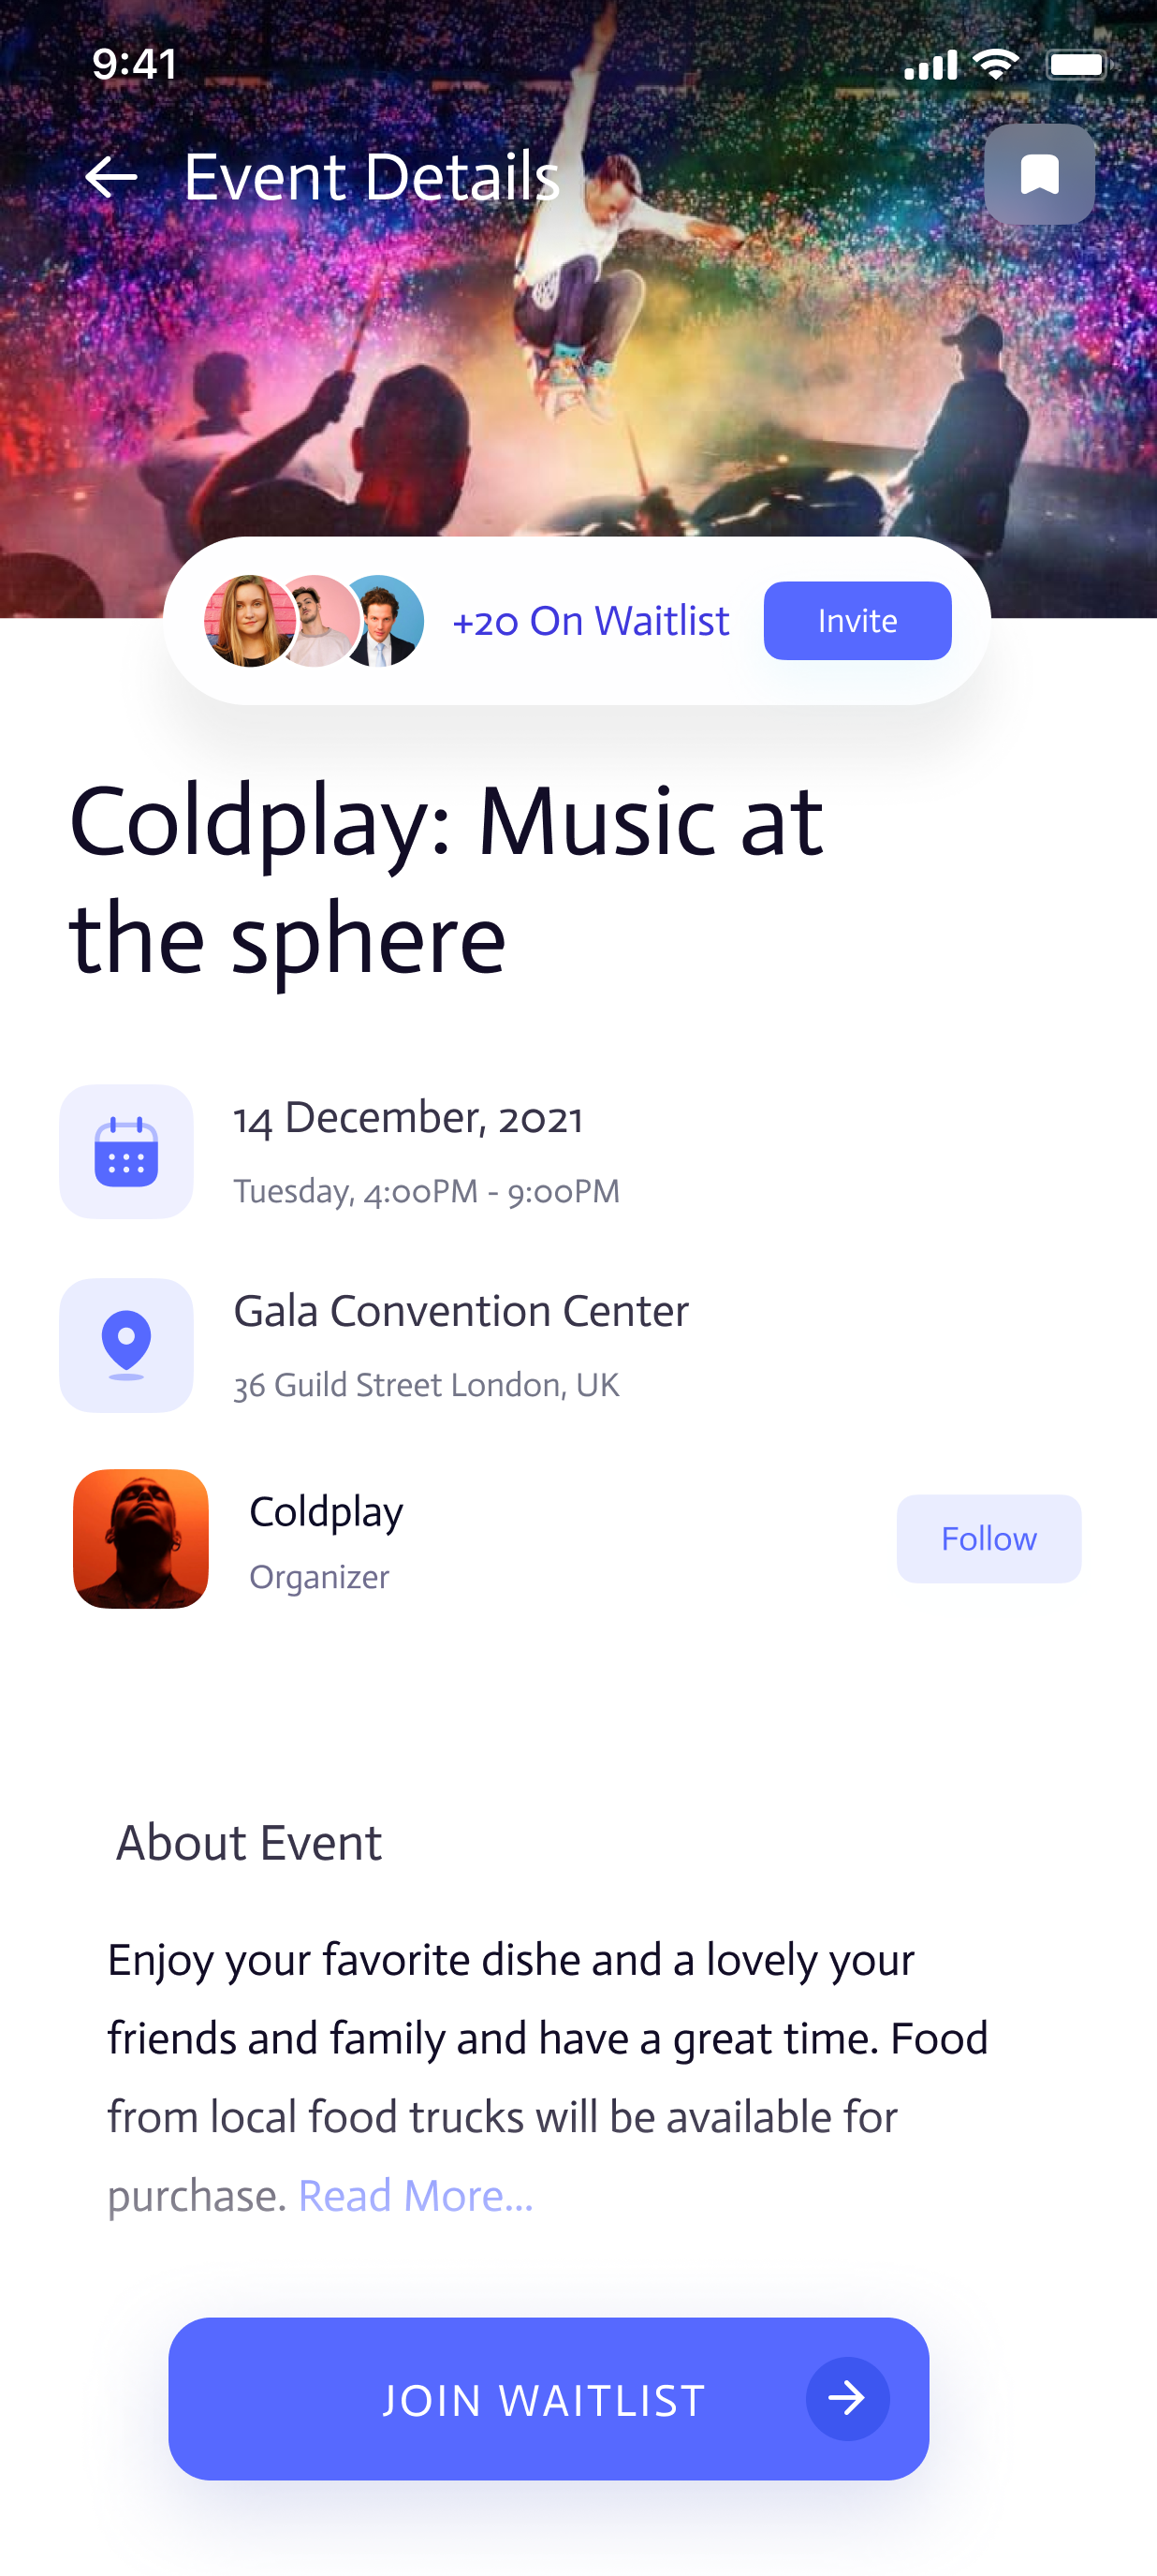 9:41
Event Details
+20 On Waitlist
Invite
Coldplay: Music at
the sphere
14 December, 2021
Tuesday, 4:00PM - 9:00PM
Gala Convention Center
36 Guild Street London, UK
Coldplay
Organizer
Follow
About Event
Enjoy your favorite dishe and a lovely your
friends and family and have a great time. Food
from local food trucks will be available for
purchase. Read More...
JOIN WAITLIST